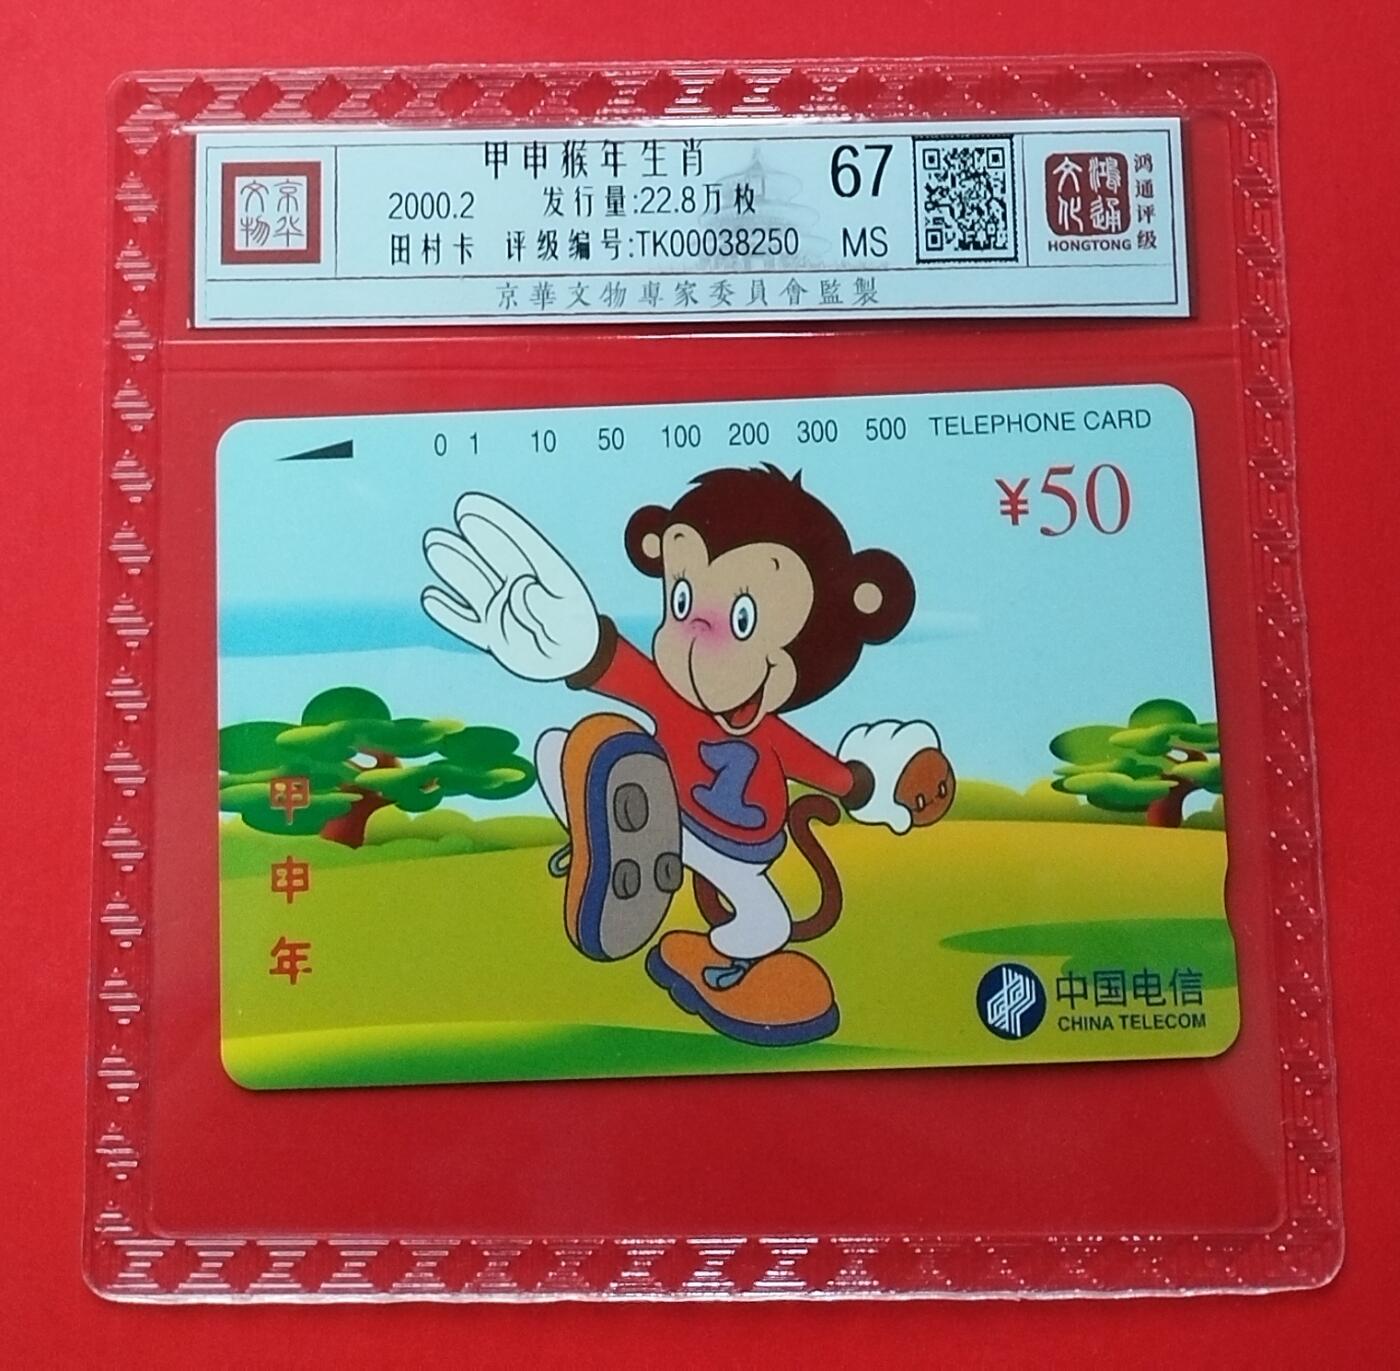 京华文物
甲申猴年生肖
2000.2 发行量:22.8万枚
田村卡 评级编号:TK00038250
67
MS
京華文物專家委員會監製
鴻通文化
HONGTONG
鸿通评级
0 1 10 50 100 200 300 500 TELEPHONE CARD
¥50
1
甲申年
中国电信
CHINA TELECOM